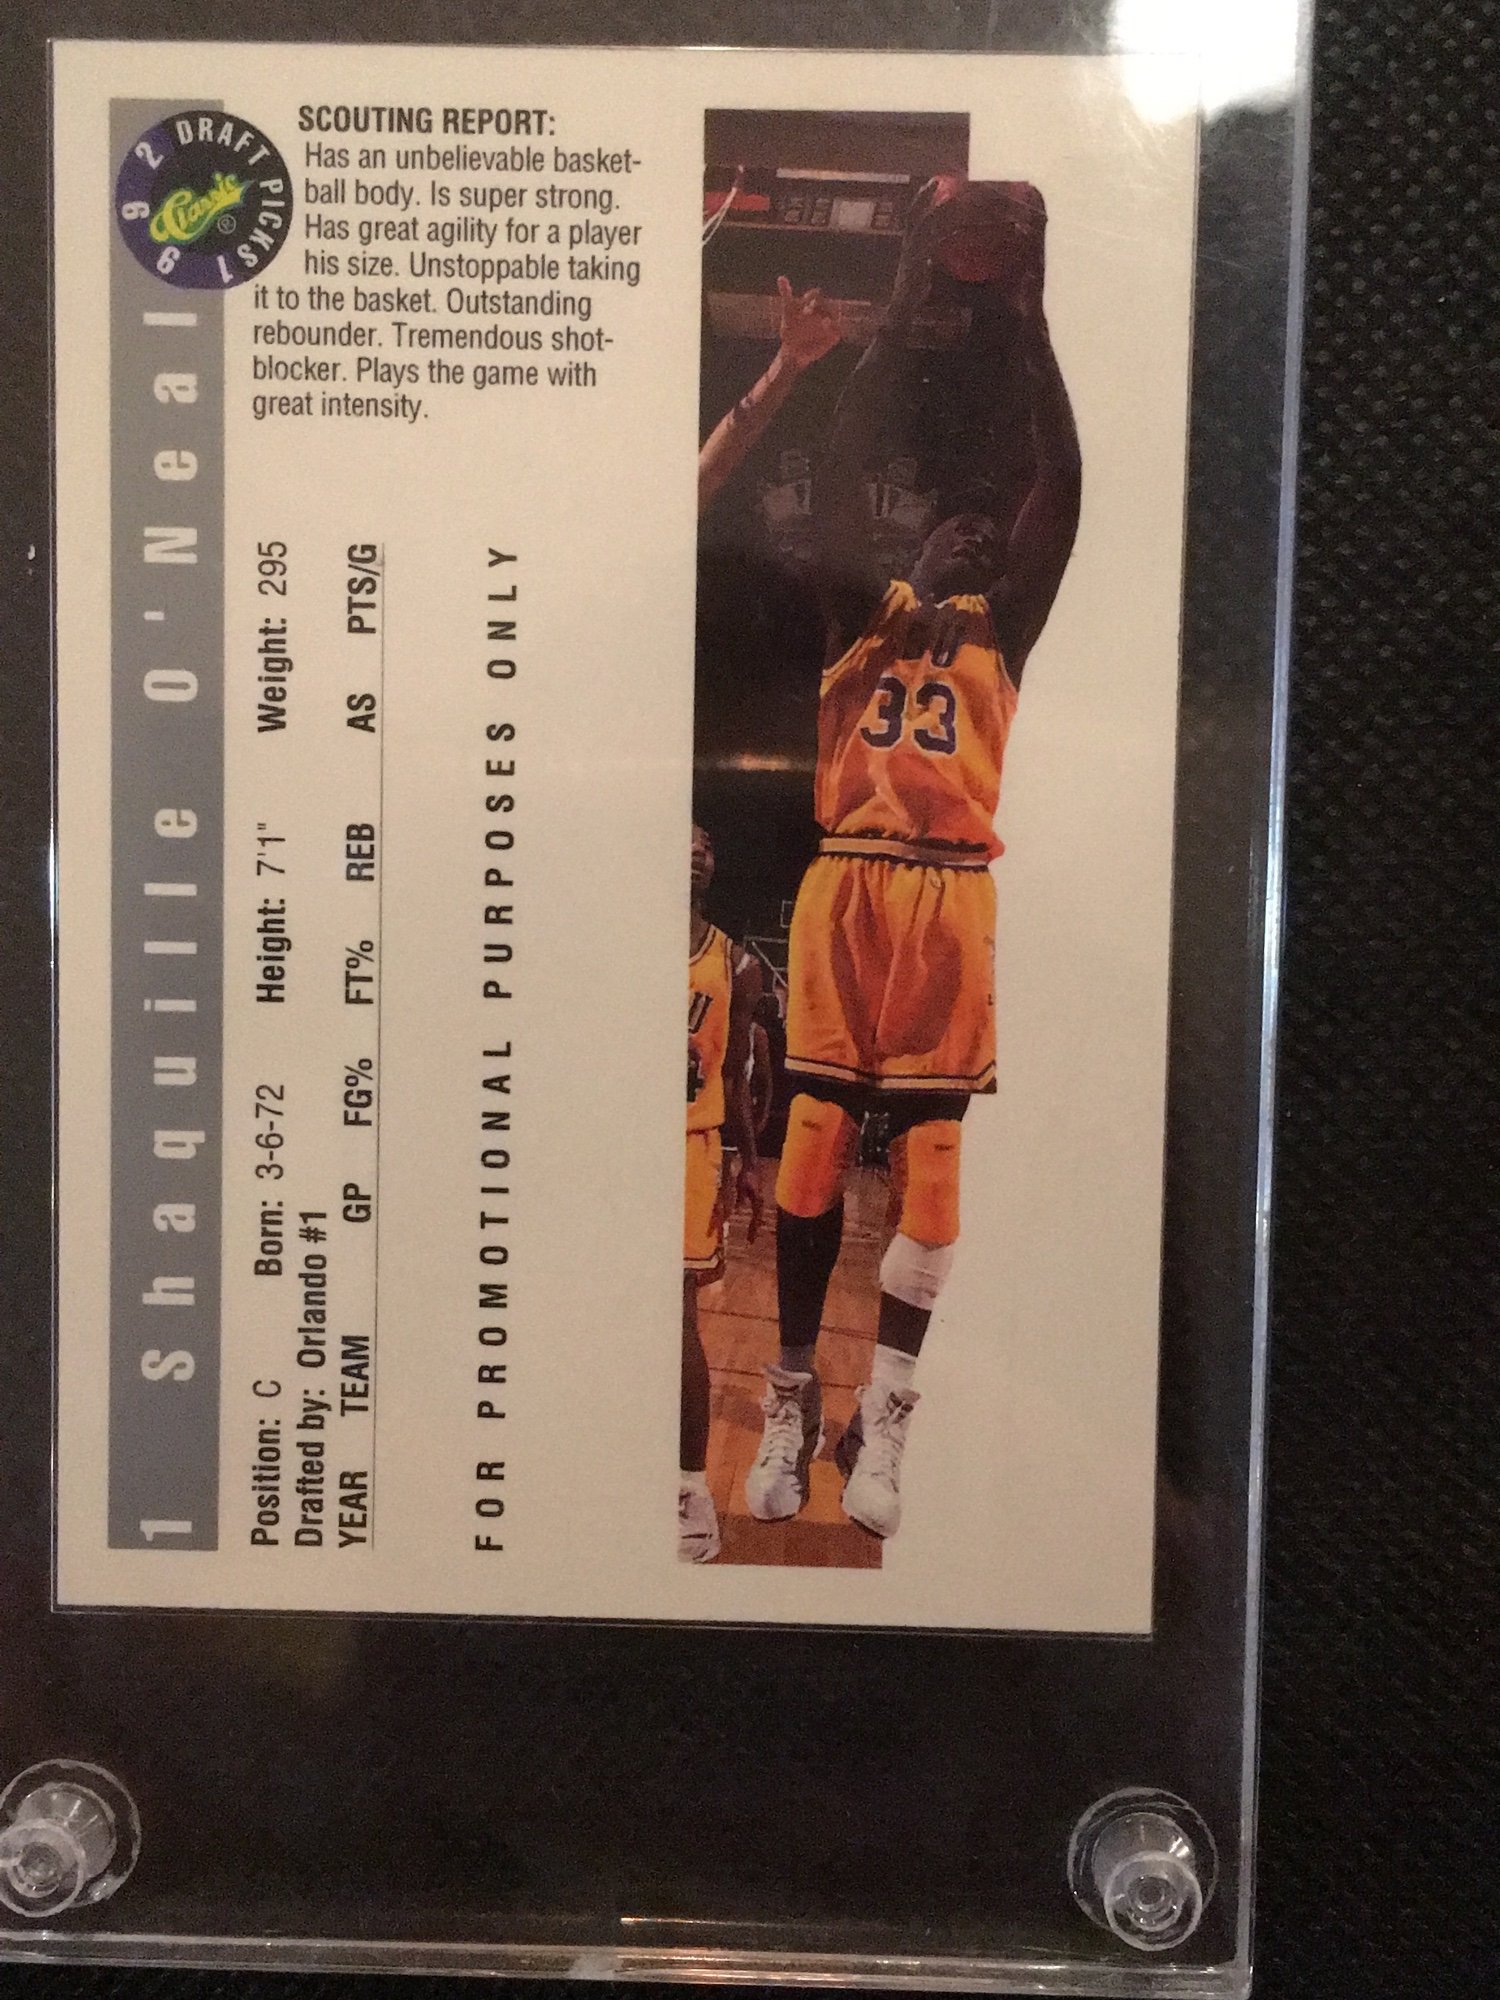 1 Shaquille O'Neal
1992 DRAFT PICKS
Classic®
SCOUTING REPORT:
Has an unbelievable basket-
ball body. Is super strong.
Has great agility for a player
his size. Unstoppable taking
it to the basket. Outstanding
rebounder. Tremendous shot-
blocker. Plays the game with
great intensity.
Position: C Born: 3-6-72 Height: 7'1" Weight: 295
Drafted by: Orlando #1
YEAR TEAM GP FG% FT% REB AS PTS/G
FOR PROMOTIONAL PURPOSES ONLY
33